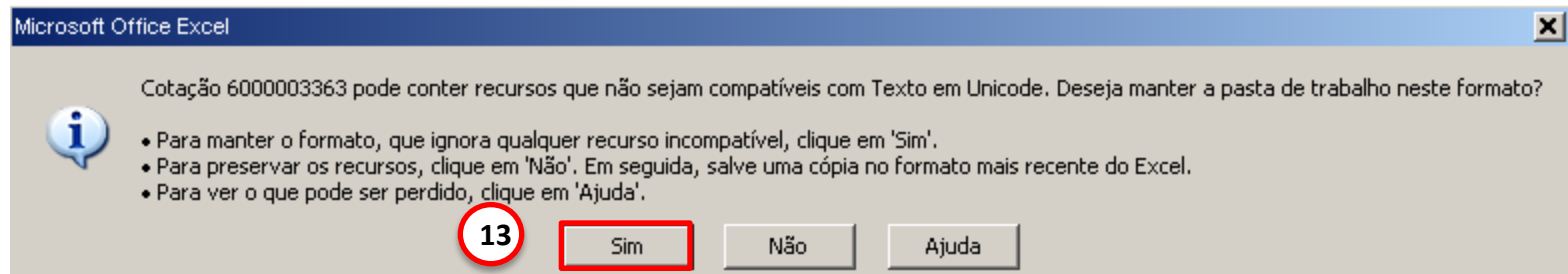 Microsoft Office Excel
Cotação 6000003363 pode conter recursos que não sejam compatíveis com Texto em Unicode. Deseja manter a pasta de trabalho neste formato?
• Para manter o formato, que ignora qualquer recurso incompatível, clique em 'Sim'.
• Para preservar os recursos, clique em 'Não'. Em seguida, salve uma cópia no formato mais recente do Excel.
• Para ver o que pode ser perdido, clique em 'Ajuda'.
13 Sim Não Ajuda